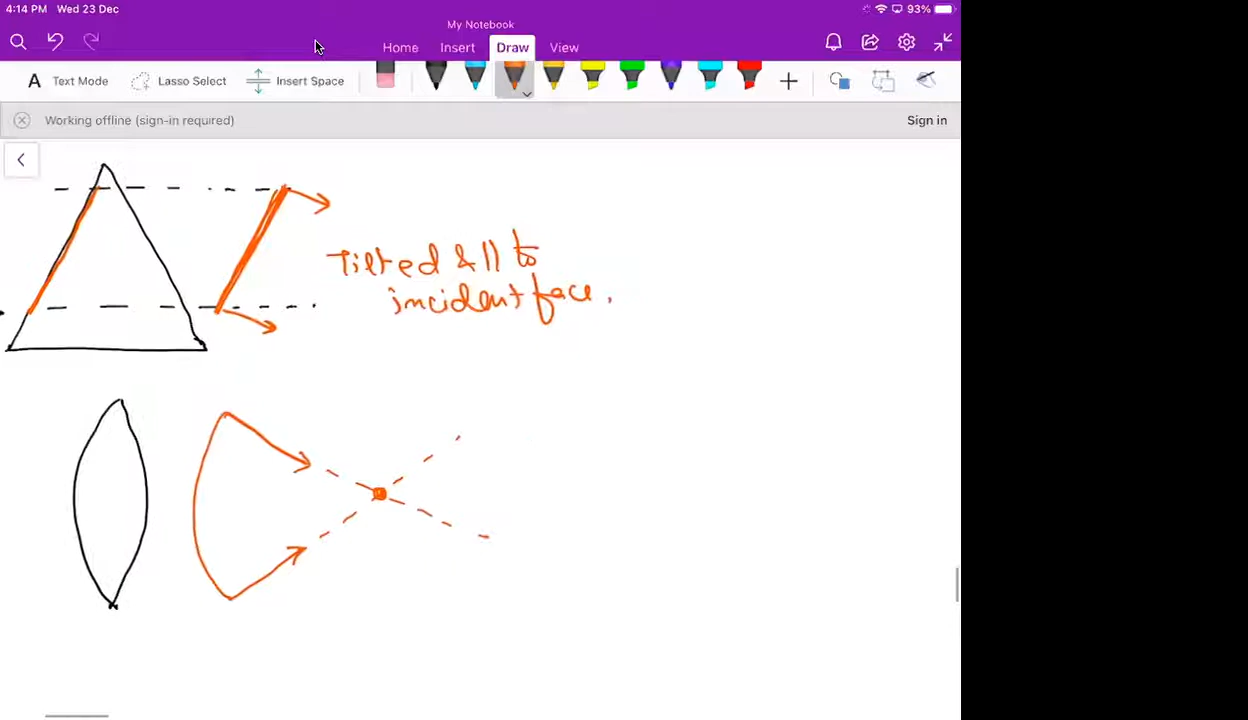 4:14 PM Wed 23 Dec
93%
My Notebook
Home Insert Draw View
A Text Mode Lasso Select Insert Space
Working offline (sign-in required) Sign in
Tilted & || to
incident face.